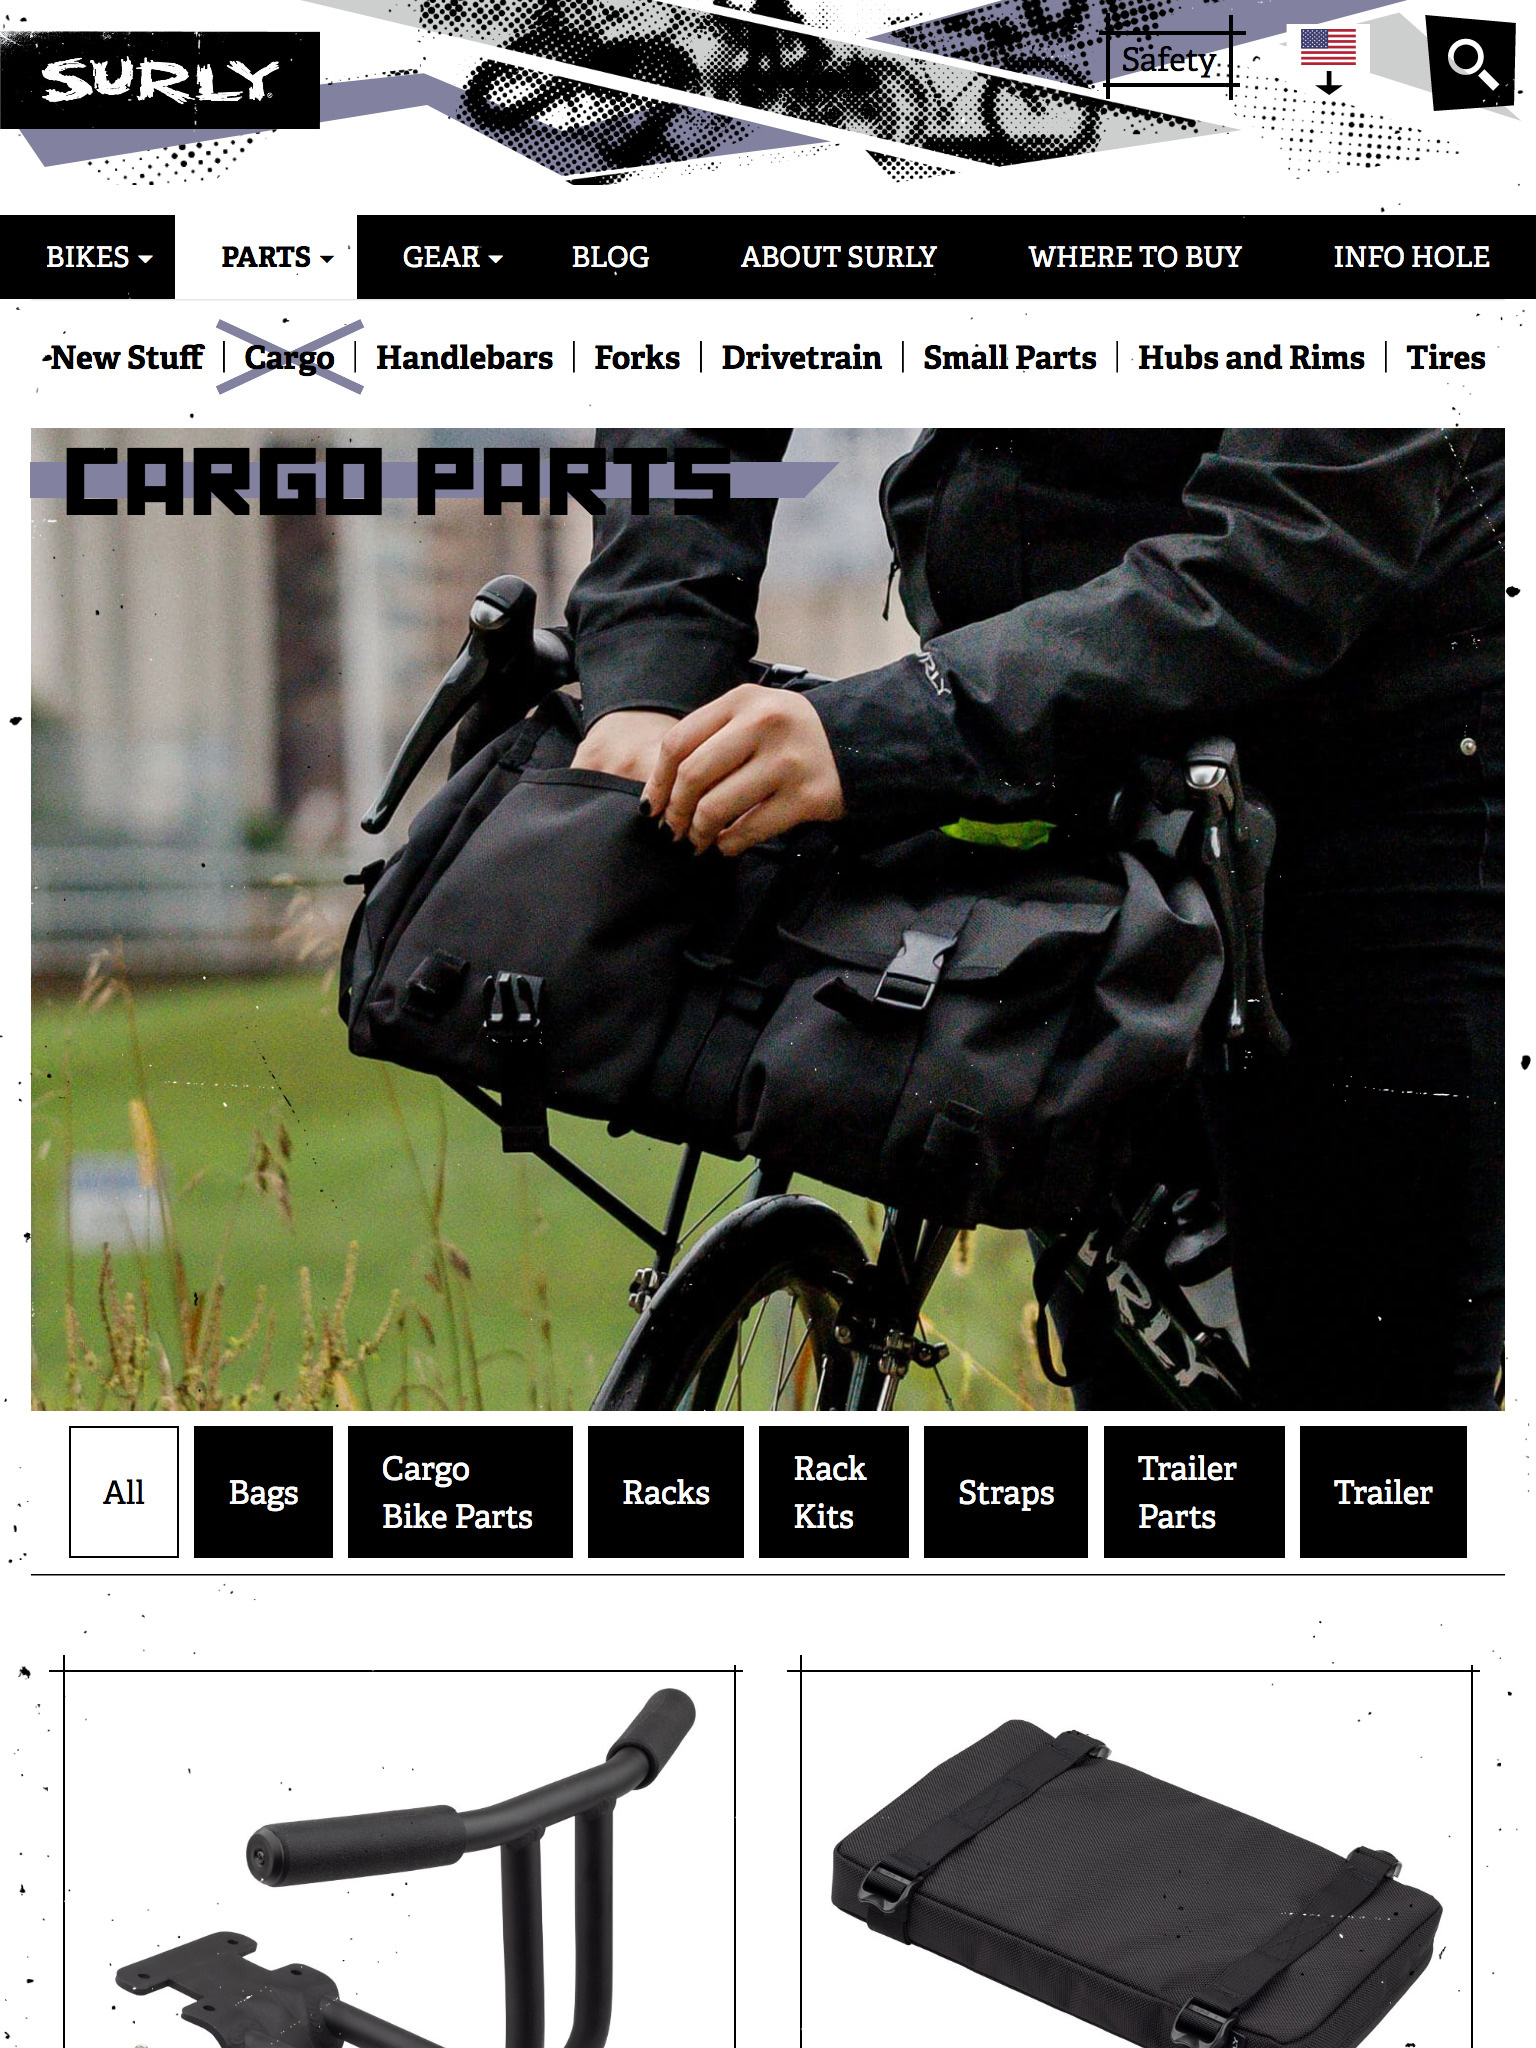 SURLY
Safety
BIKES PARTS GEAR BLOG ABOUT SURLY WHERE TO BUY INFO HOLE
New Stuff Cargo Handlebars Forks Drivetrain Small Parts Hubs and Rims Tires
CARGO PARTS
URLY
RLY
All
Bags
Cargo
Bike Parts
Racks
Rack
Kits
Straps
Trailer
Parts
Trailer